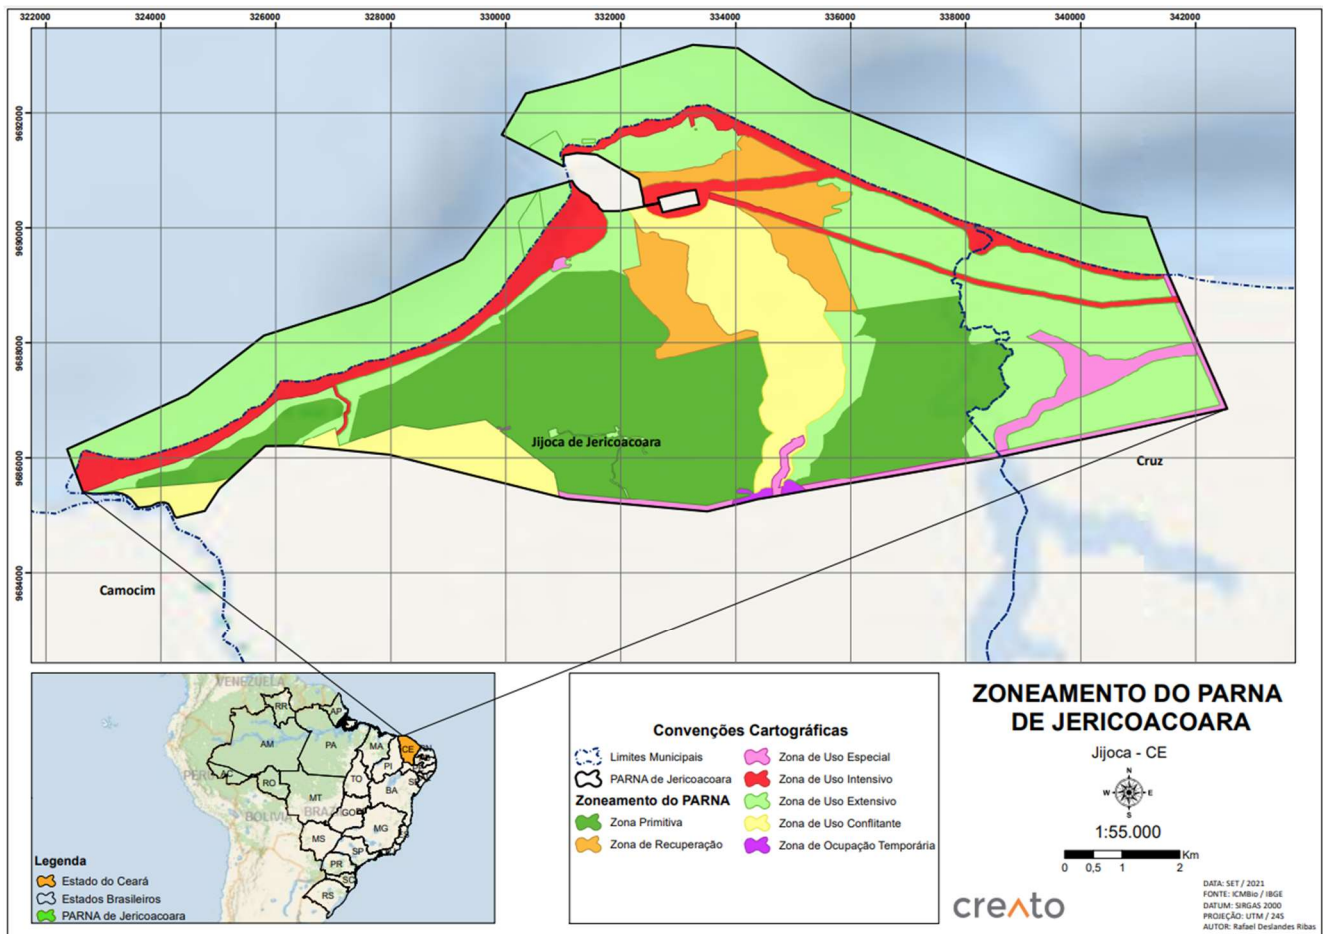 322000 324000 326000 328000 330000 332000 334000 336000 338000 340000 342000
9692000
9690000
9688000
9686000
9684000
Jijoca de Jericoacoara
Cruz
Camocim
VENEZUELA
RR
AP
AM
PA
MA
CE
RN
PI
PERU
AC
RO
TO
BA
MT
BOLIVIA
BRAZIL
GO
MG
MS
ES
SP
PR
SC
RS
Legenda
Estado do Ceará
Estados Brasileiros
PARNA de Jericoacoara
Convenções Cartográficas
Limites Municipais
PARNA de Jericoacoara
Zoneamento do PARNA
Zona Primitiva
Zona de Recuperação
Zona de Uso Especial
Zona de Uso Intensivo
Zona de Uso Extensivo
Zona de Uso Conflitante
Zona de Ocupação Temporária
ZONEAMENTO DO PARNA
DE JERICOACOARA
Jijoca - CE
N
W E
S
1:55.000
0 0,5 1 2 Km
creato
DATA: SET / 2021
FONTE: ICMBio / IBGE
DATUM: SIRGAS 2000
PROJEÇÃO: UTM / 24S
AUTOR: Rafael Deslandes Ribas